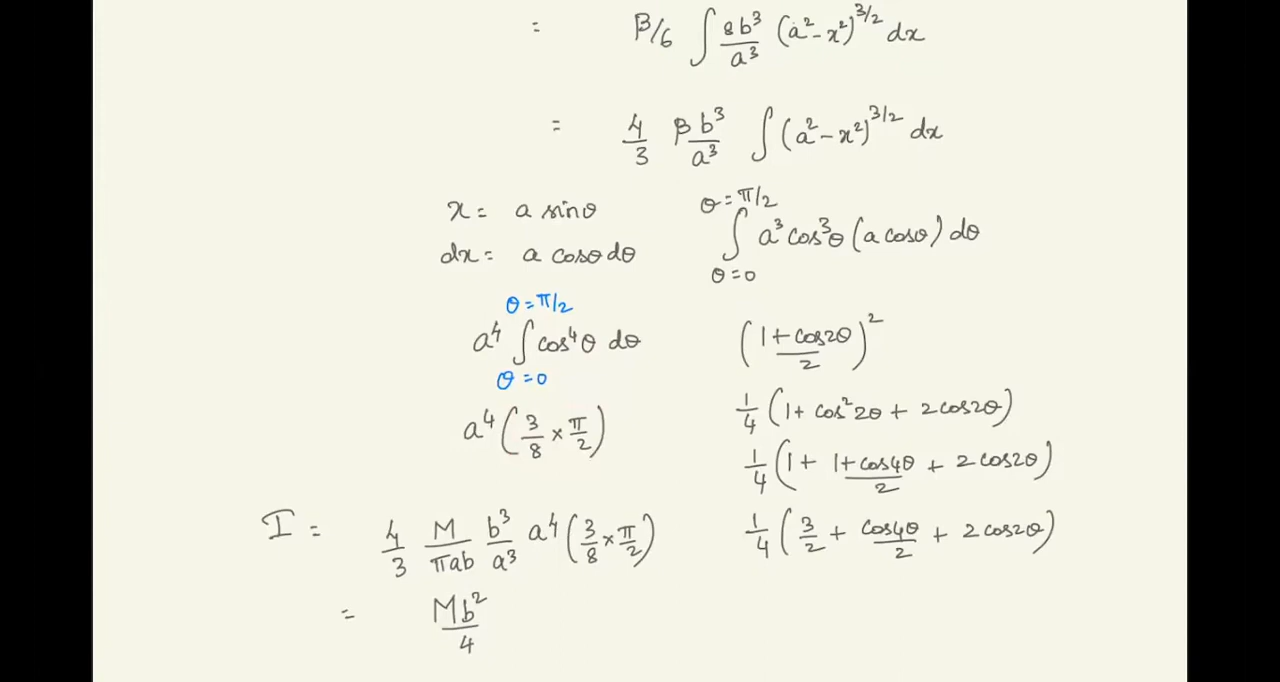 = β/6 ∫ 8b³/a³ (a²-x²)^3/2 dx
= 4/3 βb³/a³ ∫(a²-x²)^3/2 dx
x = a sinθ
dx = a cosθ dθ
θ=π/2
∫ a³cos³θ (a cosθ) dθ
θ=0
θ=π/2
a⁴ ∫cos⁴θ dθ
θ=0
a⁴(3/8 × π/2)
(1+cos2θ/2)²
1/4 (1+ cos²2θ + 2cos2θ)
1/4 (1+ 1+cos4θ/2 + 2cos2θ)
1/4 (3/2 + cos4θ/2 + 2cos2θ)
I = 4/3 M/πab b³/a³ a⁴(3/8 × π/2)
= Mb²/4